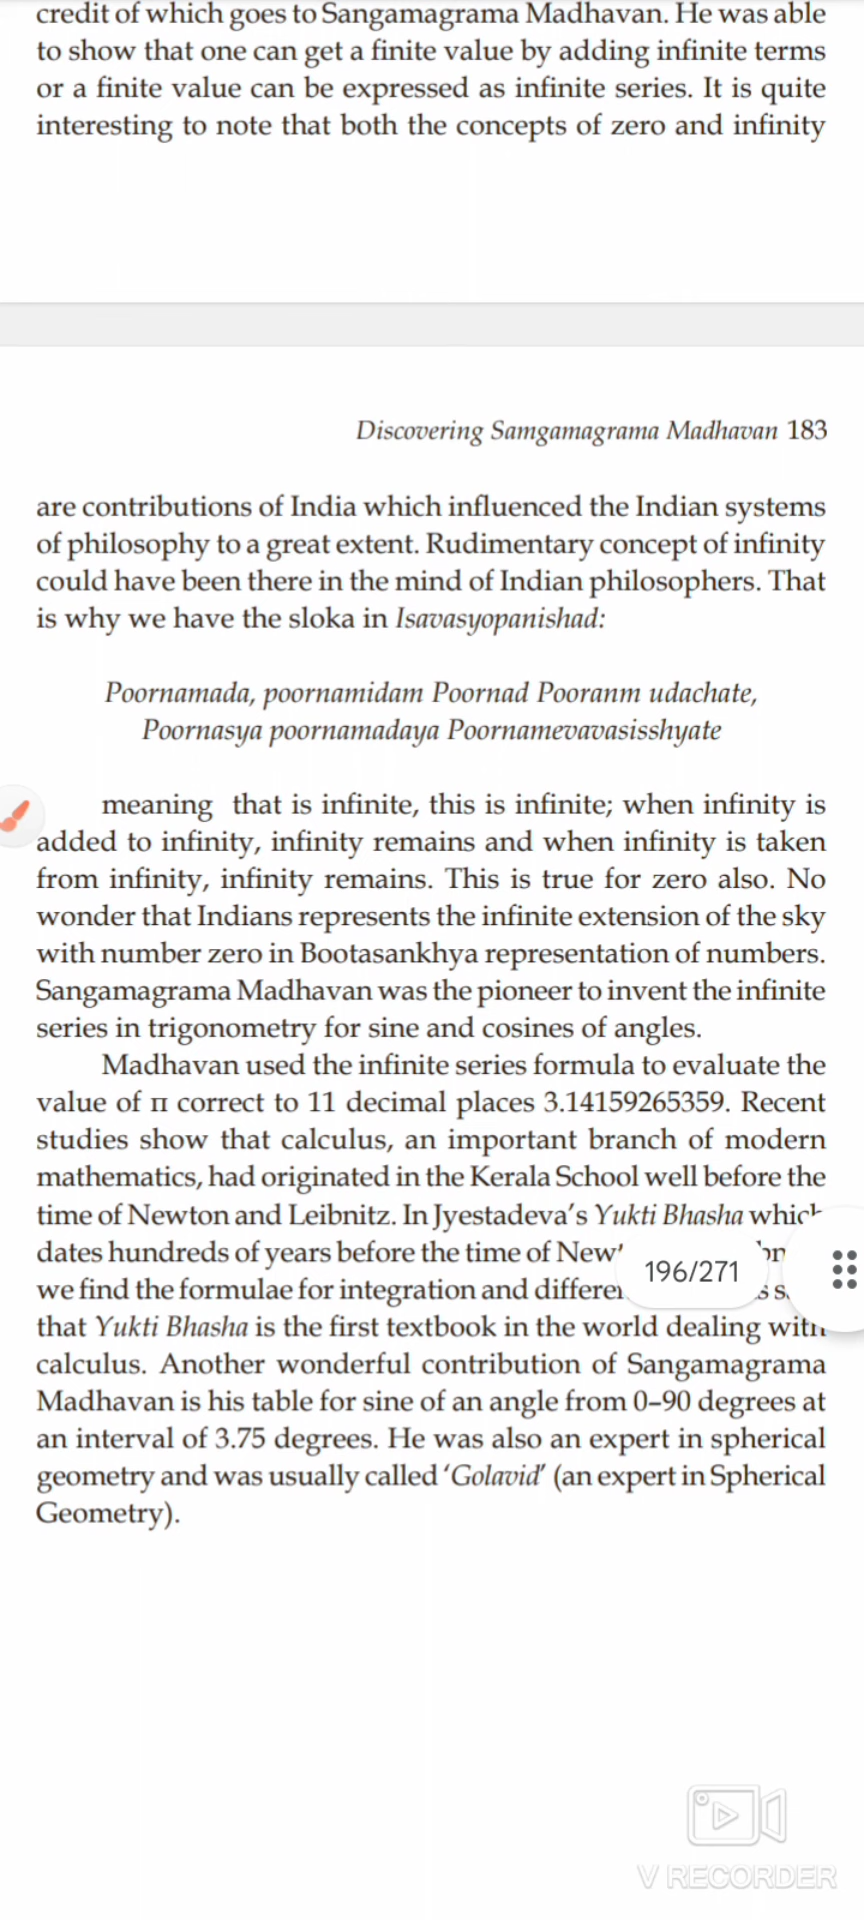 credit of which goes to Sangamagrama Madhavan. He was able
to show that one can get a finite value by adding infinite terms
or a finite value can be expressed as infinite series. It is quite
interesting to note that both the concepts of zero and infinity
Discovering Samgamagrama Madhavan 183
are contributions of India which influenced the Indian systems
of philosophy to a great extent. Rudimentary concept of infinity
could have been there in the mind of Indian philosophers. That
is why we have the sloka in Isavasyopanishad:
Poornamada, poornamidam Poornad Pooranm udachate,
Poornasya poornamadaya Poornamevavasisshyate
meaning that is infinite, this is infinite; when infinity is
added to infinity, infinity remains and when infinity is taken
from infinity, infinity remains. This is true for zero also. No
wonder that Indians represents the infinite extension of the sky
with number zero in Bootasankhya representation of numbers.
Sangamagrama Madhavan was the pioneer to invent the infinite
series in trigonometry for sine and cosines of angles.
Madhavan used the infinite series formula to evaluate the
value of π correct to 11 decimal places 3.14159265359. Recent
studies show that calculus, an important branch of modern
mathematics, had originated in the Kerala School well before the
time of Newton and Leibnitz. In Jyestadeva's Yukti Bhasha which
dates hundreds of years before the time of
we find the formulae for integration and
196/271
that Yukti Bhasha is the first textbook in the world dealing with
calculus. Another wonderful contribution of Sangamagrama
Madhavan is his table for sine of an angle from 0–90 degrees at
an interval of 3.75 degrees. He was also an expert in spherical
geometry and was usually called 'Golavid' (an expert in Spherical
Geometry).
V RECORDER